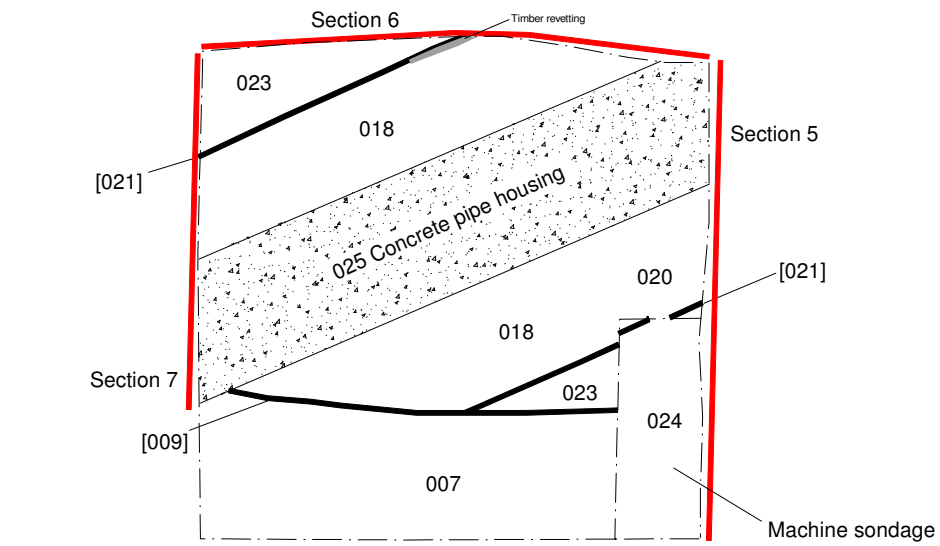 Timber revetting
Section 6
023
018
Section 5
[021]
025 Concrete pipe housing
[021]
020
018
Section 7
023
024
[009]
007
Machine sondage